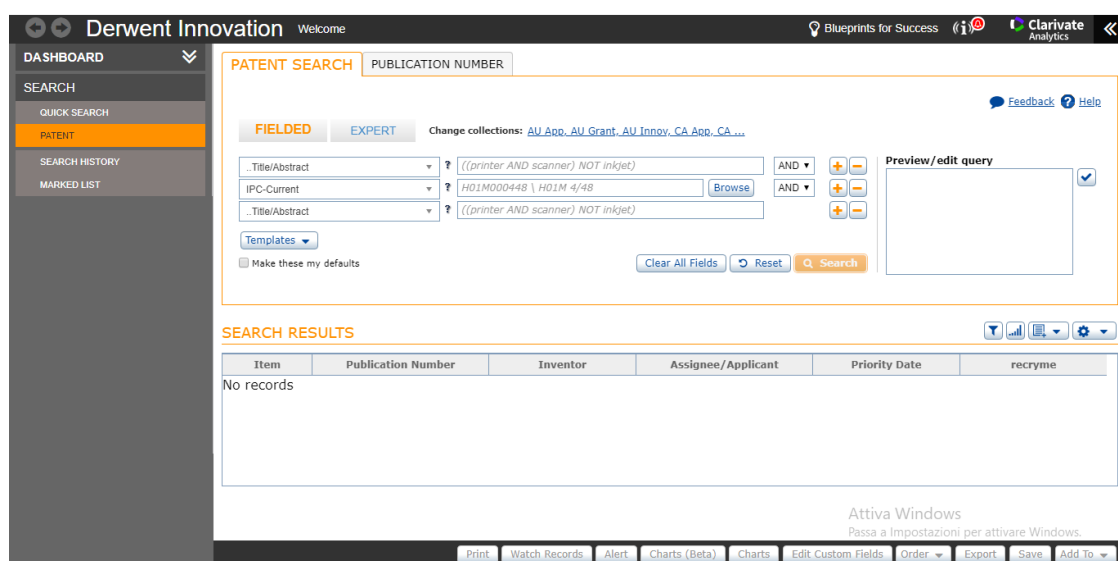 Derwent Innovation Welcome Blueprints for Success Clarivate Analytics
DASHBOARD
SEARCH
QUICK SEARCH
PATENT
SEARCH HISTORY
MARKED LIST
PATENT SEARCH PUBLICATION NUMBER
Feedback Help
FIELDED EXPERT Change collections: AU App, AU Grant, AU Innov, CA App, CA ...
..Title/Abstract ? ((printer AND scanner) NOT inkjet) AND
IPC-Current ? H01M000448 \ H01M 4/48 Browse AND
..Title/Abstract ? ((printer AND scanner) NOT inkjet)
Preview/edit query
Templates
Make these my defaults
Clear All Fields Reset Search
SEARCH RESULTS
Item Publication Number Inventor Assignee/Applicant Priority Date recryme
No records
Attiva Windows
Passa a Impostazioni per attivare Windows.
Print Watch Records Alert Charts (Beta) Charts Edit Custom Fields Order Export Save Add To